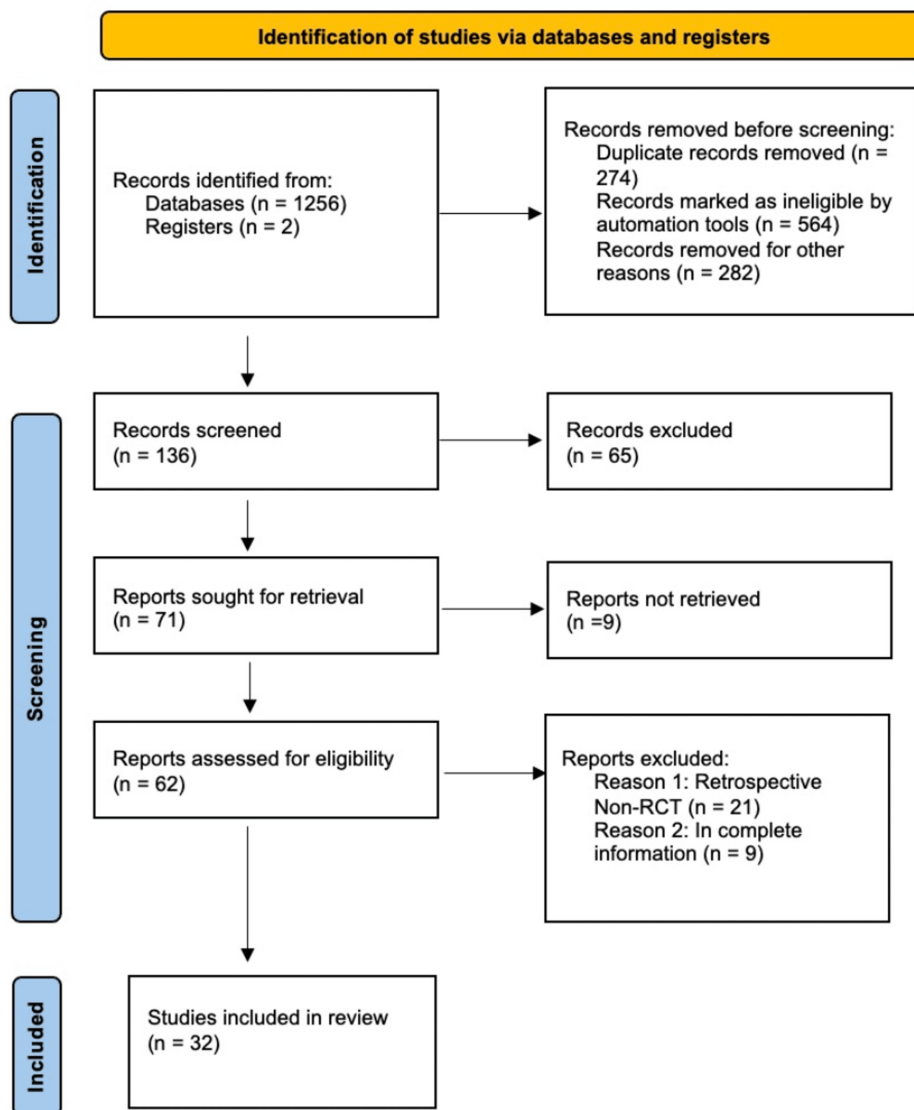 Identification of studies via databases and registers
Identification
Records identified from:
Databases (n = 1256)
Registers (n = 2)
Records removed before screening:
Duplicate records removed (n =
274)
Records marked as ineligible by
automation tools (n = 564)
Records removed for other
reasons (n = 282)
Screening
Records screened
(n = 136)
Records excluded
(n = 65)
Reports sought for retrieval
(n = 71)
Reports not retrieved
(n =9)
Reports assessed for eligibility
(n = 62)
Reports excluded:
Reason 1: Retrospective
Non-RCT (n = 21)
Reason 2: In complete
information (n = 9)
Included
Studies included in review
(n = 32)